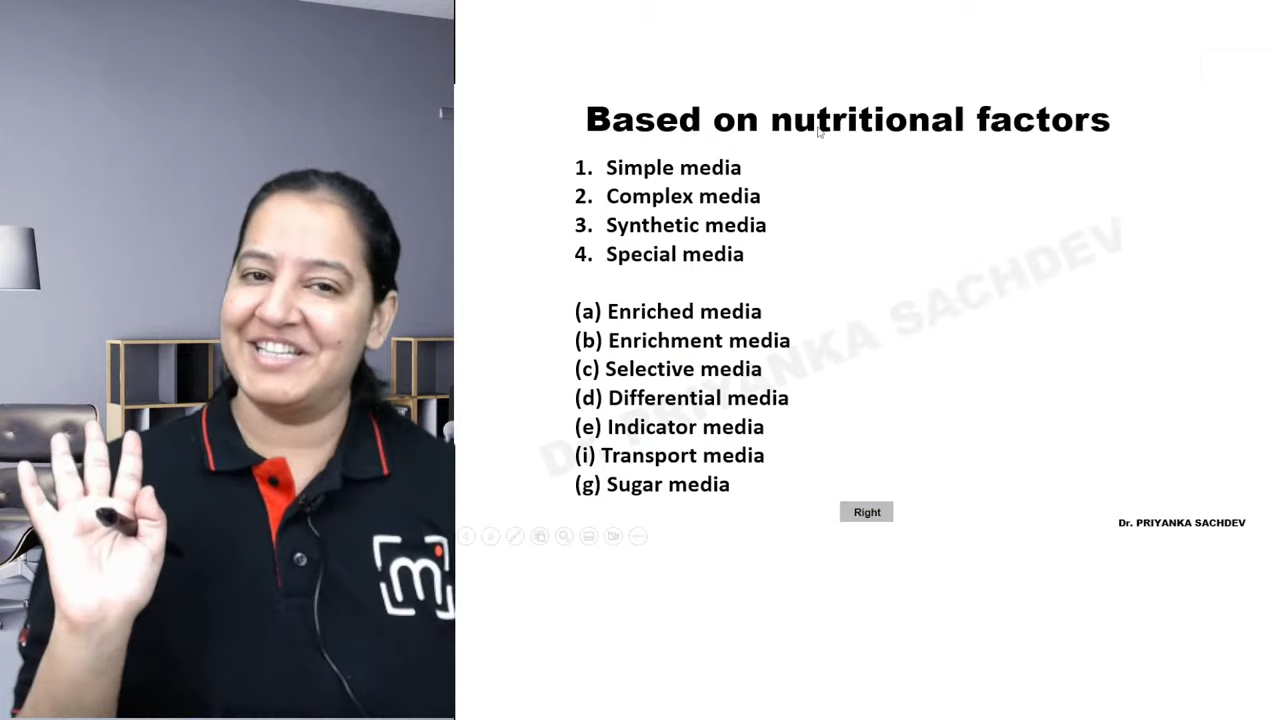 Based on nutritional factors
1. Simple media
2. Complex media
3. Synthetic media
4. Special media
(a) Enriched media
(b) Enrichment media
(c) Selective media
(d) Differential media
(e) Indicator media
(i) Transport media
(g) Sugar media
Right
Dr. PRIYANKA SACHDEV
DR. PRIYANKA SACHDEV
m